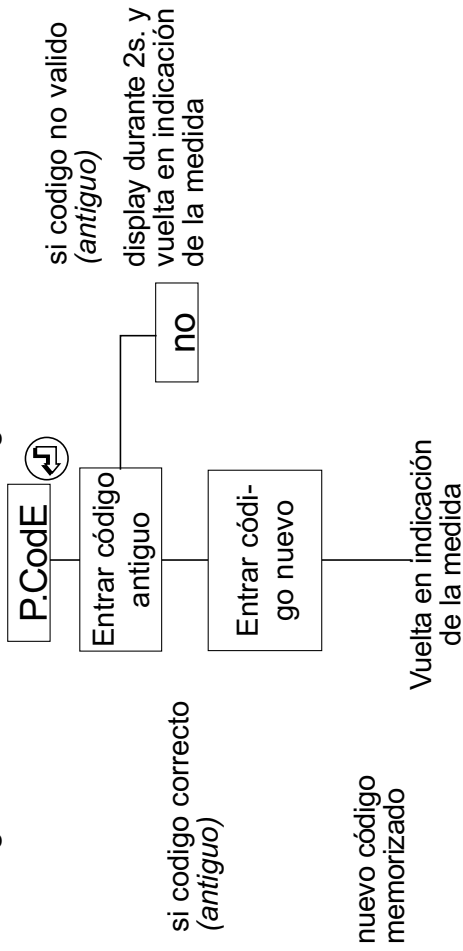 P.CodE
Entrar código
antiguo
si codigo no valido
(antiguo)
no
display durante 2s. y
vuelta en indicación
de la medida
si codigo correcto
(antiguo)
Entrar códi-
go nuevo
nuevo código
memorizado
Vuelta en indicación
de la medida